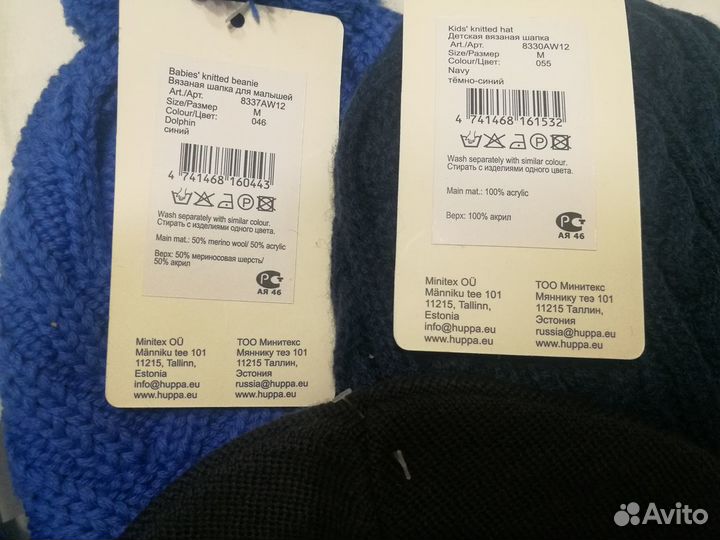 Babies' knitted beanie
Вязаная шапка для малышей
Art./Арт. 8337AW12
Size/Размер M
Colour/Цвет: 046
Dolphin
синий
4 741468 160443
Wash separately with similar colour.
Стирать с изделиями одного цвета.
Main mat.: 50% merino wool/ 50% acrylic
Верх: 50% мериносовая шерсть/
50% акрил
РС
АЯ 46
Minitex OÜ
Männiku tee 101
11215, Tallinn,
Estonia
info@huppa.eu
www.huppa.eu
ТОО Минитекс
Мяннику теэ 101
11215 Таллин,
Эстония
russia@huppa.eu
www.huppa.eu
Kids' knitted hat
Детская вязаная шапка
Art./Арт. 8330AW12
Size/Размер M
Colour/Цвет: 055
Navy
тёмно-синий
4 741468 161532
Wash separately with similar colour.
Стирать с изделиями одного цвета.
Main mat.: 100% acrylic
Верх: 100% акрил
РС
АЯ 46
Minitex OÜ
Männiku tee 101
11215, Tallinn,
Estonia
info@huppa.eu
www.huppa.eu
ТОО Минитекс
Мяннику теэ 101
11215 Таллин,
Эстония
russia@huppa.eu
www.huppa.eu
Avito